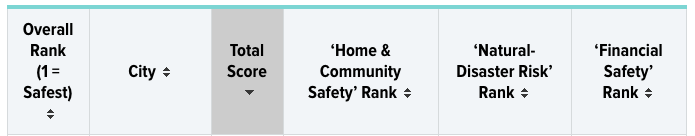 Overall
Rank
(1 =
Safest)
City
Total
Score
‘Home &
Community
Safety’ Rank
‘Natural-
Disaster Risk’
Rank
‘Financial
Safety’
Rank